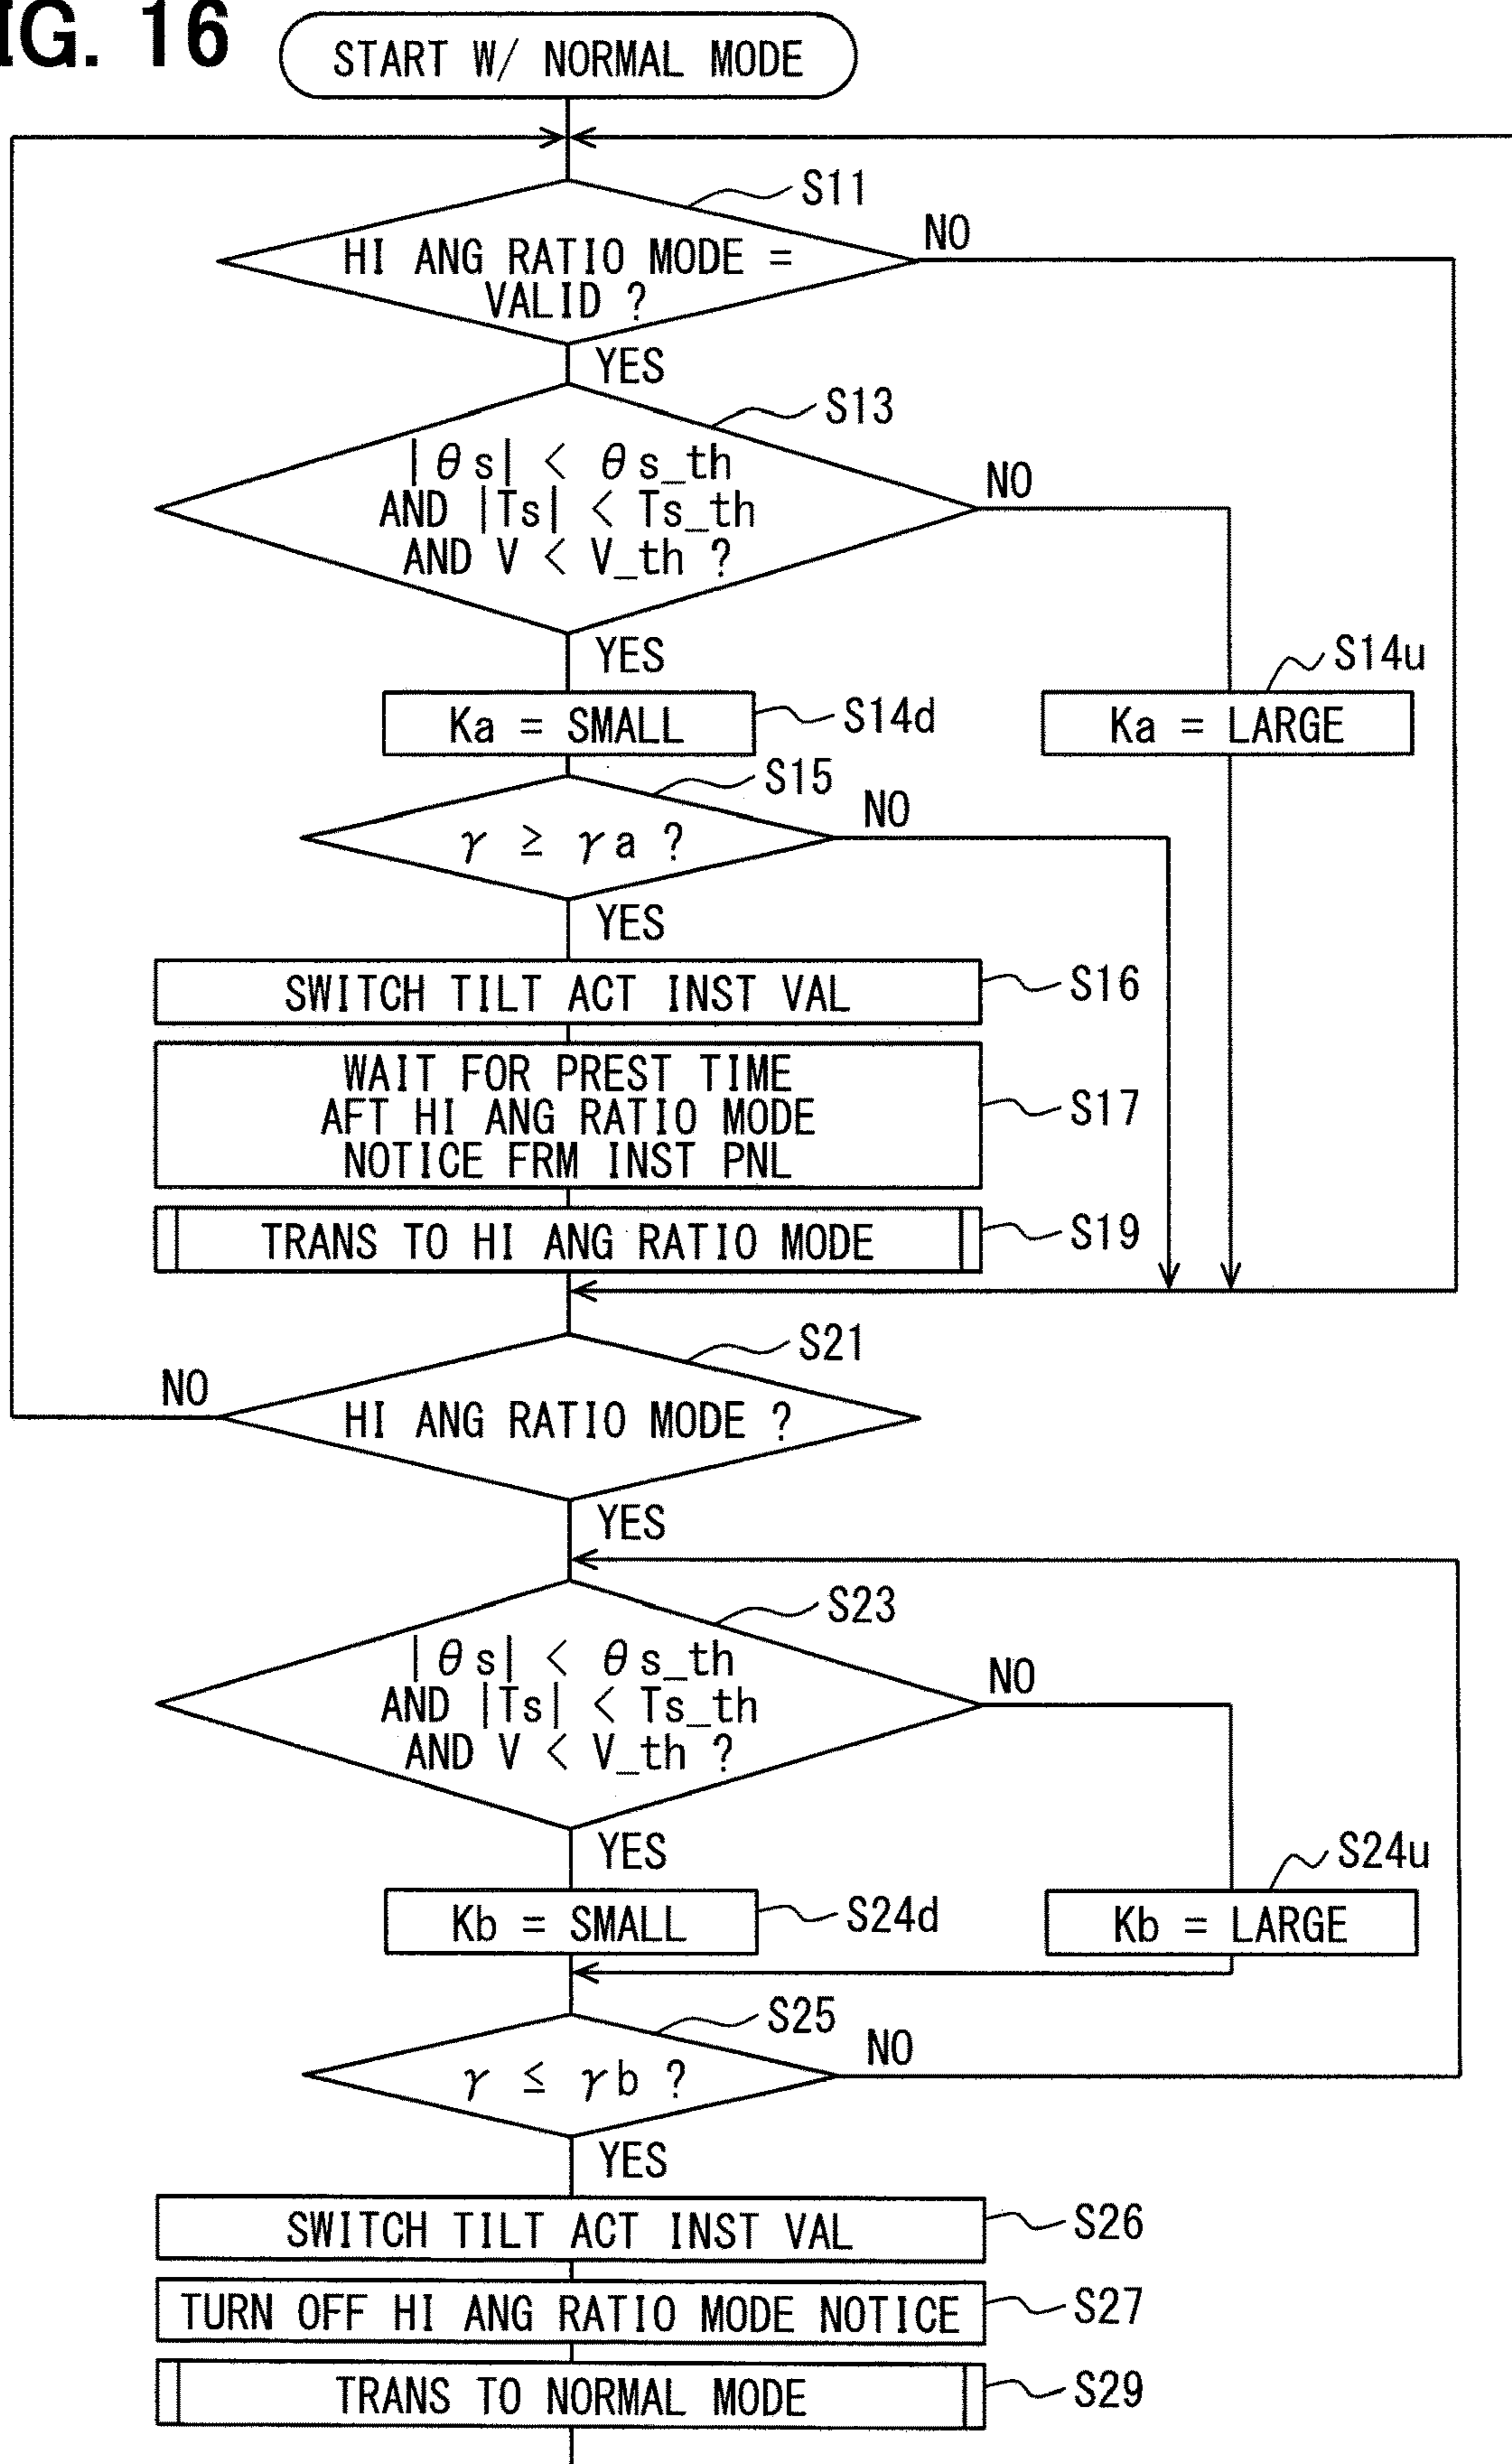 IG. 16
START W/ NORMAL MODE
S11
HI ANG RATIO MODE =
VALID ?
NO
YES
S13
|θs| < θs_th
AND |Ts| < Ts_th
AND V < V_th ?
NO
YES
Ka = SMALL
S14d
Ka = LARGE
S14u
S15
γ ≥ γa ?
NO
YES
SWITCH TILT ACT INST VAL
S16
WAIT FOR PREST TIME
AFT HI ANG RATIO MODE
NOTICE FRM INST PNL
S17
TRANS TO HI ANG RATIO MODE
S19
S21
HI ANG RATIO MODE ?
NO
YES
S23
|θs| < θs_th
AND |Ts| < Ts_th
AND V < V_th ?
NO
YES
Kb = SMALL
S24d
Kb = LARGE
S24u
S25
γ ≤ γb ?
NO
YES
SWITCH TILT ACT INST VAL
S26
TURN OFF HI ANG RATIO MODE NOTICE
S27
TRANS TO NORMAL MODE
S29